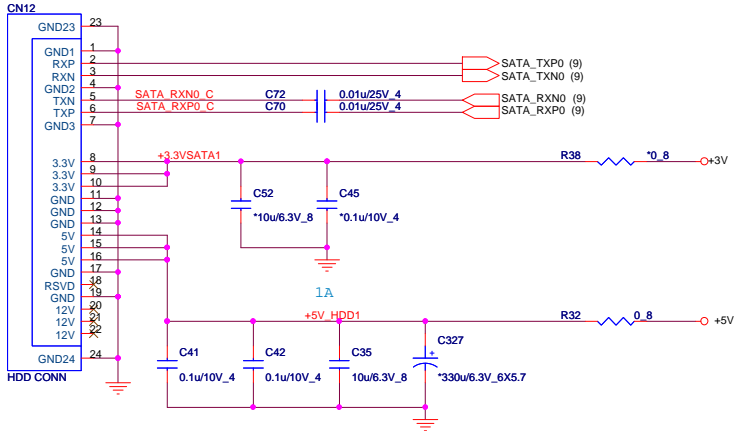 CN12
GND23 23
GND1 1
RXP 2 SATA_TXP0 (9)
RXN 3 SATA_TXN0 (9)
GND2 4
TXN 5 SATA_RXN0_C C72 0.01u/25V_4 SATA_RXN0 (9)
TXP 6 SATA_RXP0_C C70 0.01u/25V_4 SATA_RXP0 (9)
GND3 7
3.3V 8 +3.3VSATA1 R38 *0_8 +3V
3.3V 9
3.3V 10
GND 11 C52 C45
GND 12 *10u/6.3V_8 *0.1u/10V_4
GND 13
5V 14
5V 15
5V 16
GND 17
RSVD 18
GND 19 1A
12V 20 +5V_HDD1 R32 0_8 +5V
12V 21
12V 22
GND24 24
C41 C42 C35 C327
+
0.1u/10V_4 0.1u/10V_4 10u/6.3V_8 *330u/6.3V_6X5.7
HDD CONN